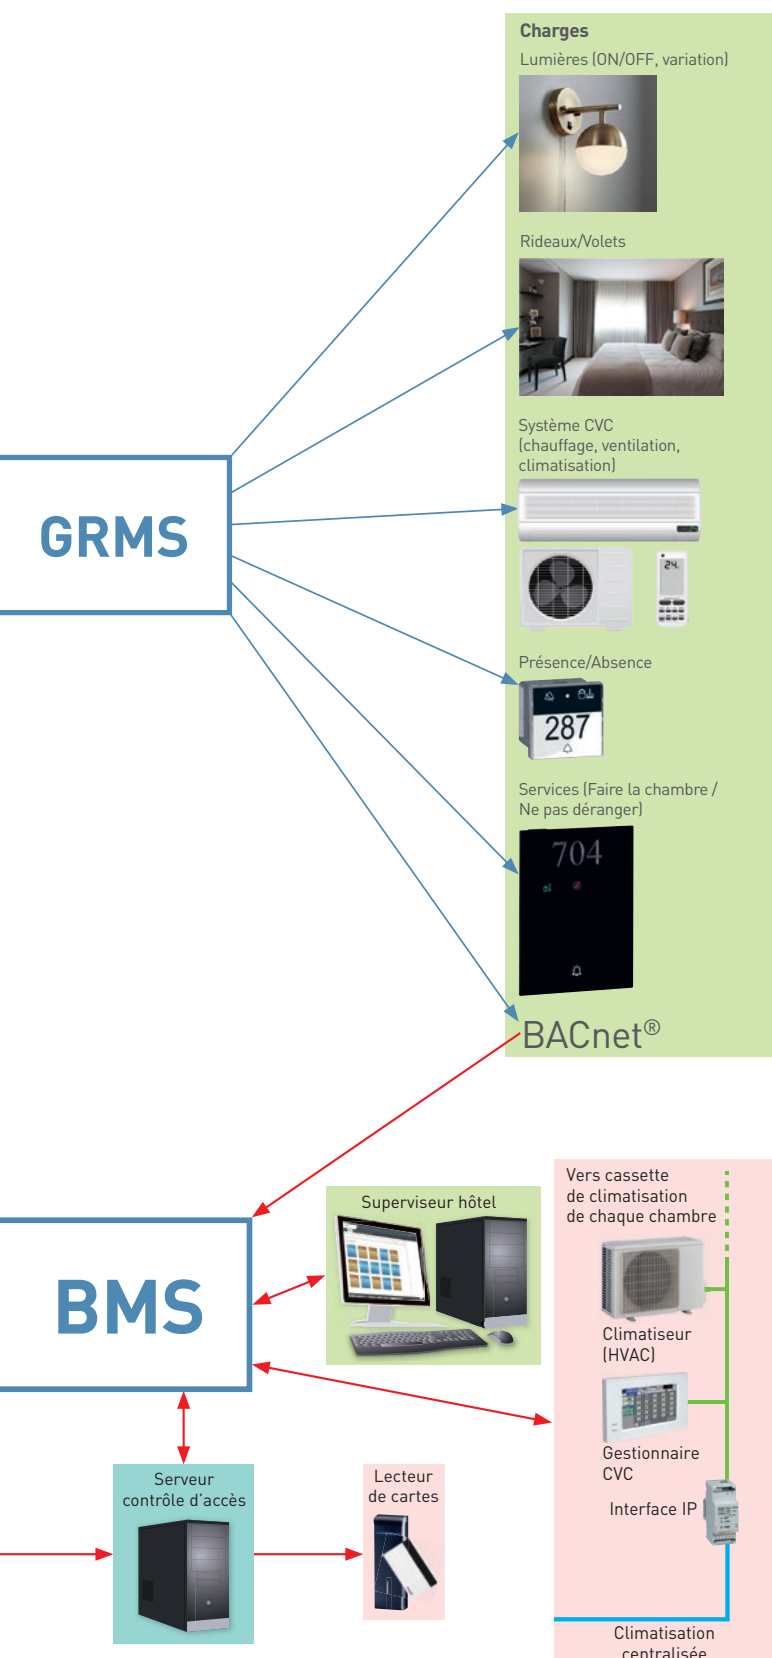 Charges
Lumières (ON/OFF, variation)
Rideaux/Volets
Système CVC
(chauffage, ventilation,
climatisation)
24
GRMS
Présence/Absence
287
Services (Faire la chambre /
Ne pas déranger)
704
BACnet®
BMS
Superviseur hôtel
Vers cassette
de climatisation
de chaque chambre
Climatiseur
(HVAC)
Gestionnaire
CVC
Interface IP
Climatisation
centralisée
Serveur
contrôle d'accès
Lecteur
de cartes